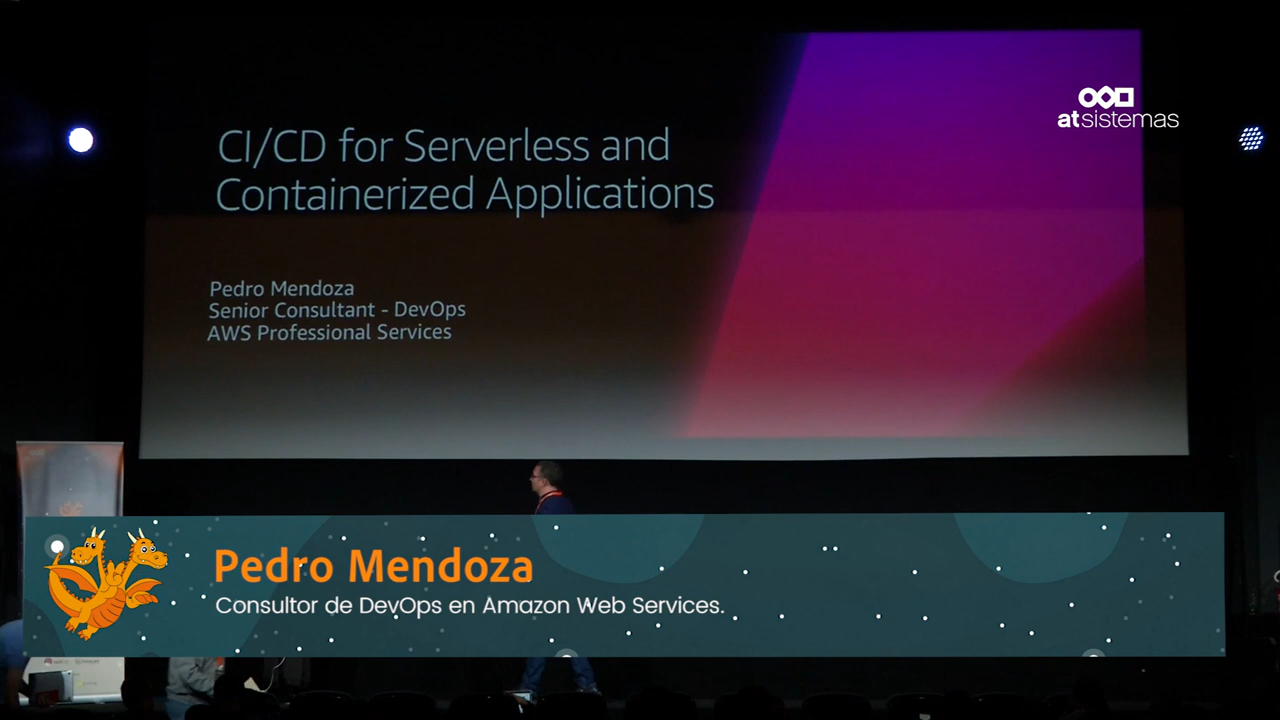 atsistemas
CI/CD for Serverless and
Containerized Applications
Pedro Mendoza
Senior Consultant - DevOps
AWS Professional Services
Pedro Mendoza
Consultor de DevOps en Amazon Web Services.